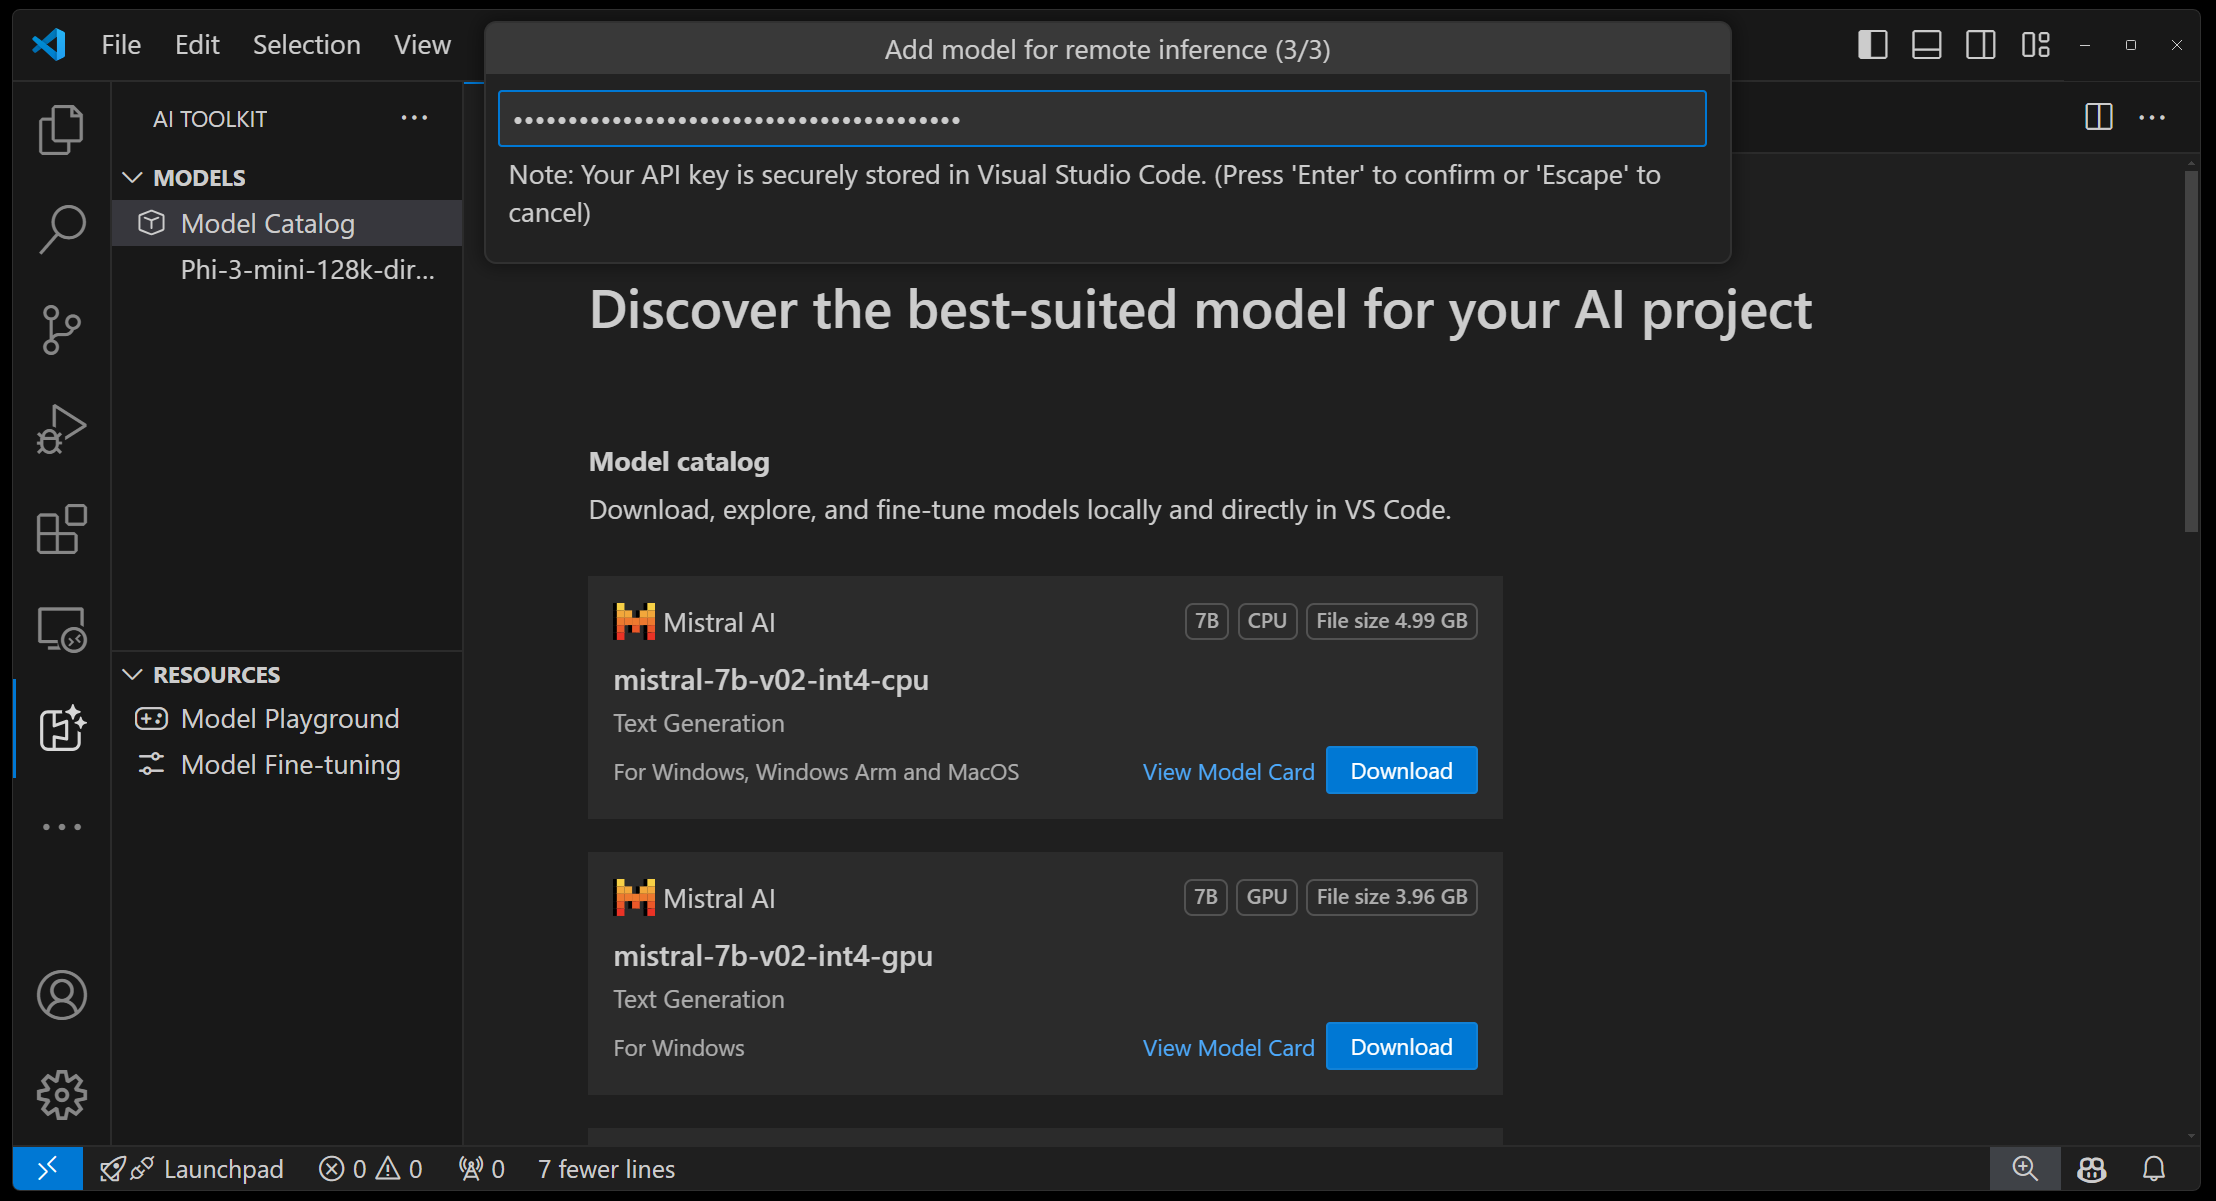 File Edit Selection View
Add model for remote inference (3/3)
••••••••••••••••••••••••••••••••••••••••
Note: Your API key is securely stored in Visual Studio Code. (Press 'Enter' to confirm or 'Escape' to
cancel)
AI TOOLKIT
MODELS
Model Catalog
Phi-3-mini-128k-dir...
RESOURCES
Model Playground
Model Fine-tuning
Discover the best-suited model for your AI project
Model catalog
Download, explore, and fine-tune models locally and directly in VS Code.
Mistral AI 7B CPU File size 4.99 GB
mistral-7b-v02-int4-cpu
Text Generation
For Windows, Windows Arm and MacOS View Model Card Download
Mistral AI 7B GPU File size 3.96 GB
mistral-7b-v02-int4-gpu
Text Generation
For Windows View Model Card Download
Launchpad 0 0 0 7 fewer lines